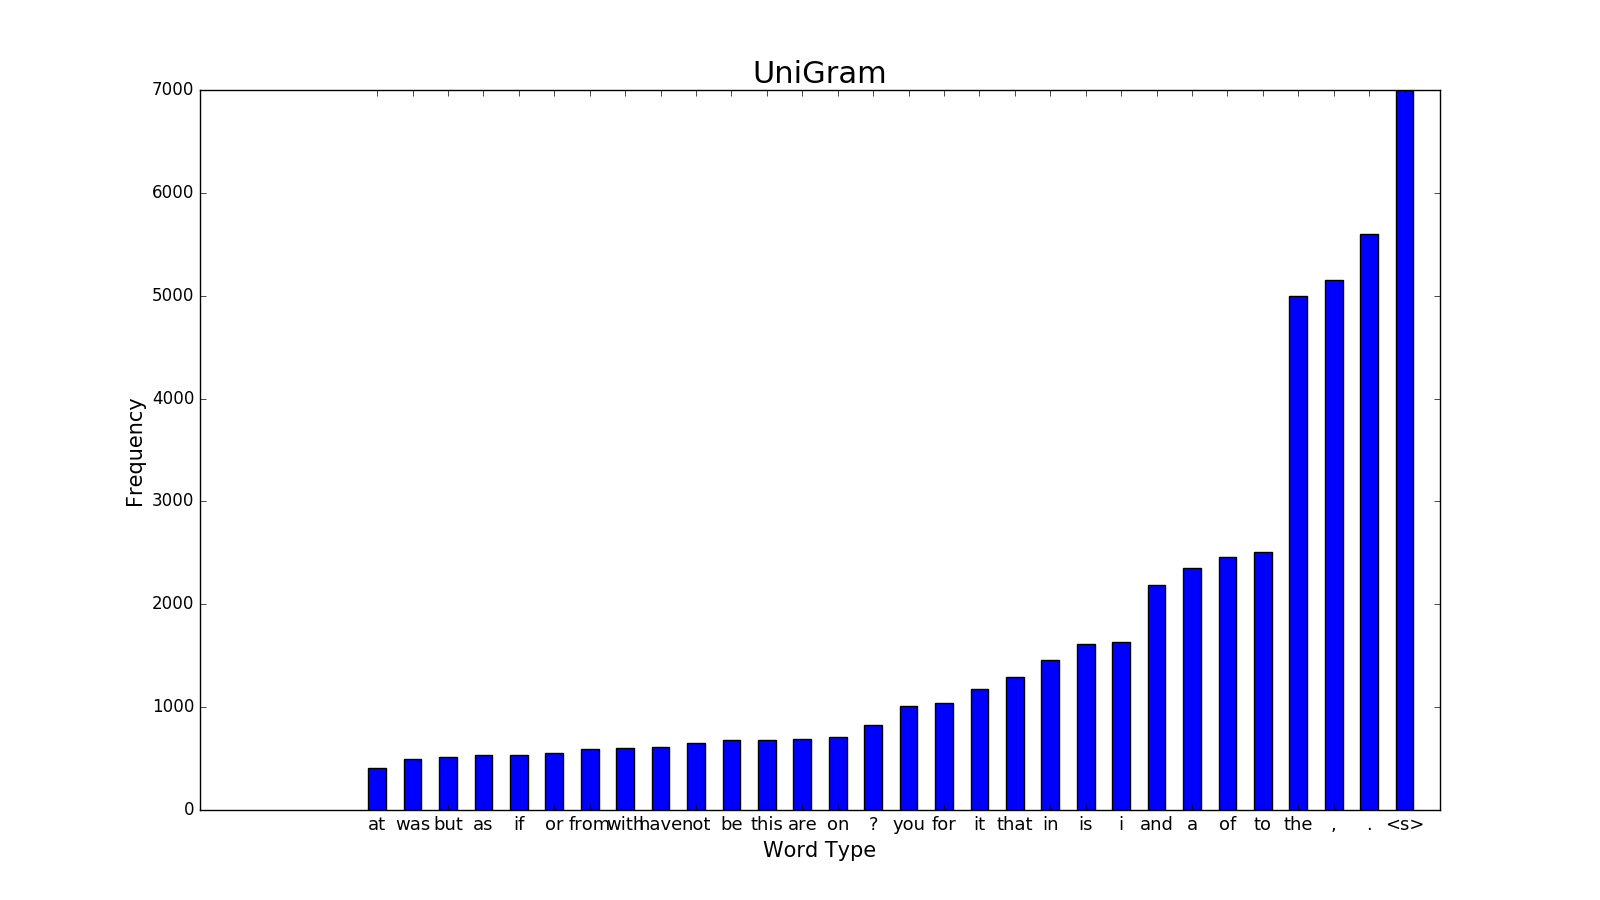 UniGram
7000
6000
5000
4000
3000
2000
1000
0
Frequency
at was but as if or from with have not be this are on ? you for it that in is i and a of to the , . <s>
Word Type